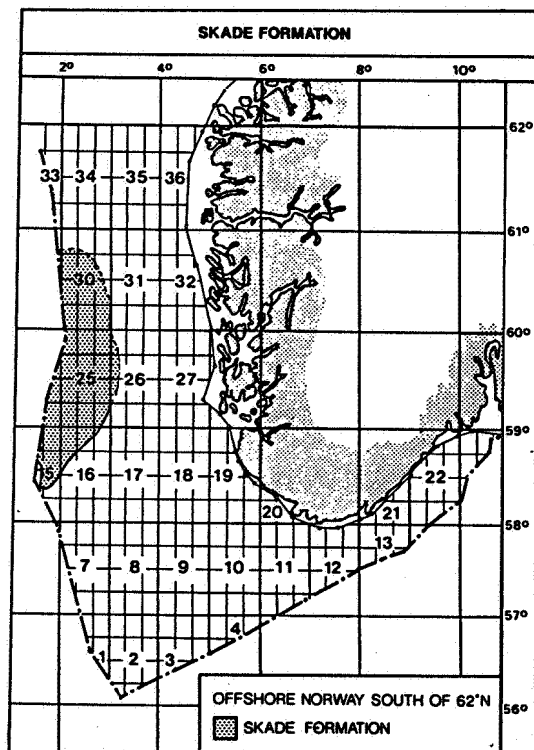 SKADE FORMATION
2° 4° 6° 8° 10°
62°
33 34 35 36
61°
30 31 32
60°
25 26 27
59°
15 16 17 18 19 22
20 21
58°
13
7 8 9 10 11 12
57°
4
1 2 3
56°
OFFSHORE NORWAY SOUTH OF 62°N
SKADE FORMATION